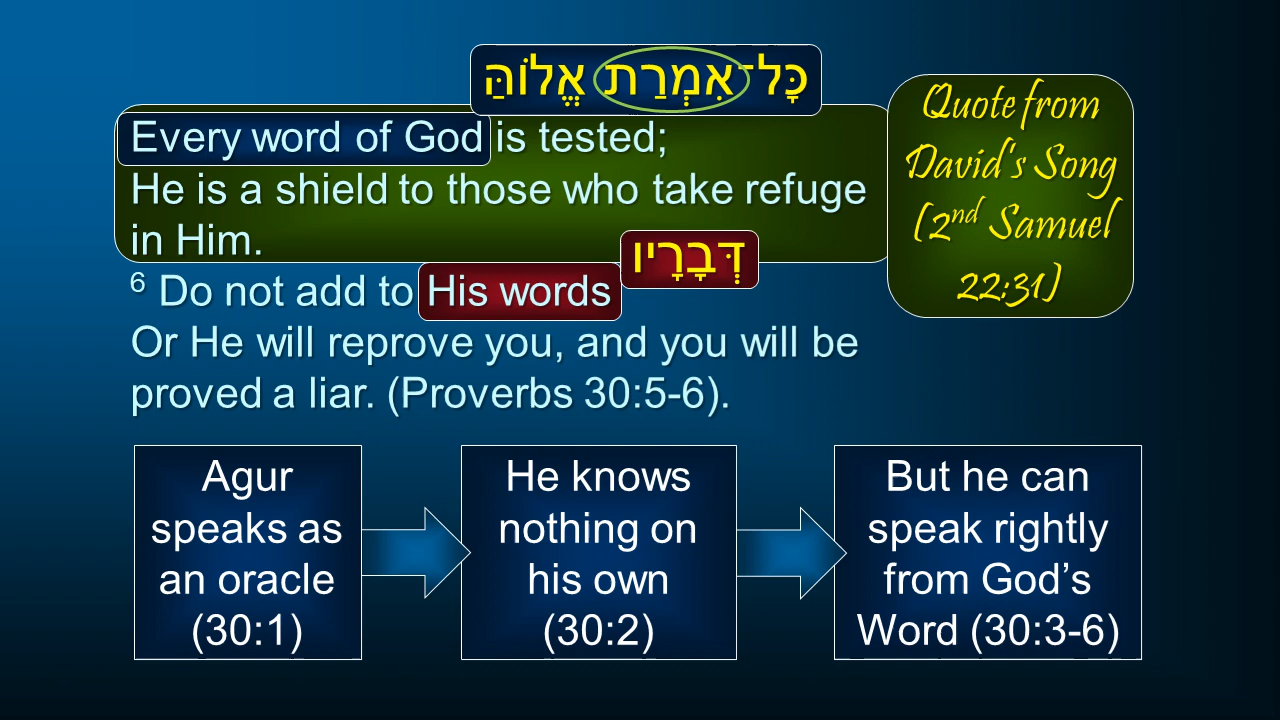 כָּל־אִמְרַת אֱלוֹהַּ
Every word of God is tested;
He is a shield to those who take refuge
in Him.
דְּבָרָיו
6 Do not add to His words
Or He will reprove you, and you will be
proved a liar. (Proverbs 30:5-6).
Quote from
David's Song
(2nd Samuel
22:31)
Agur
speaks as
an oracle
(30:1)
He knows
nothing on
his own
(30:2)
But he can
speak rightly
from God’s
Word (30:3-6)